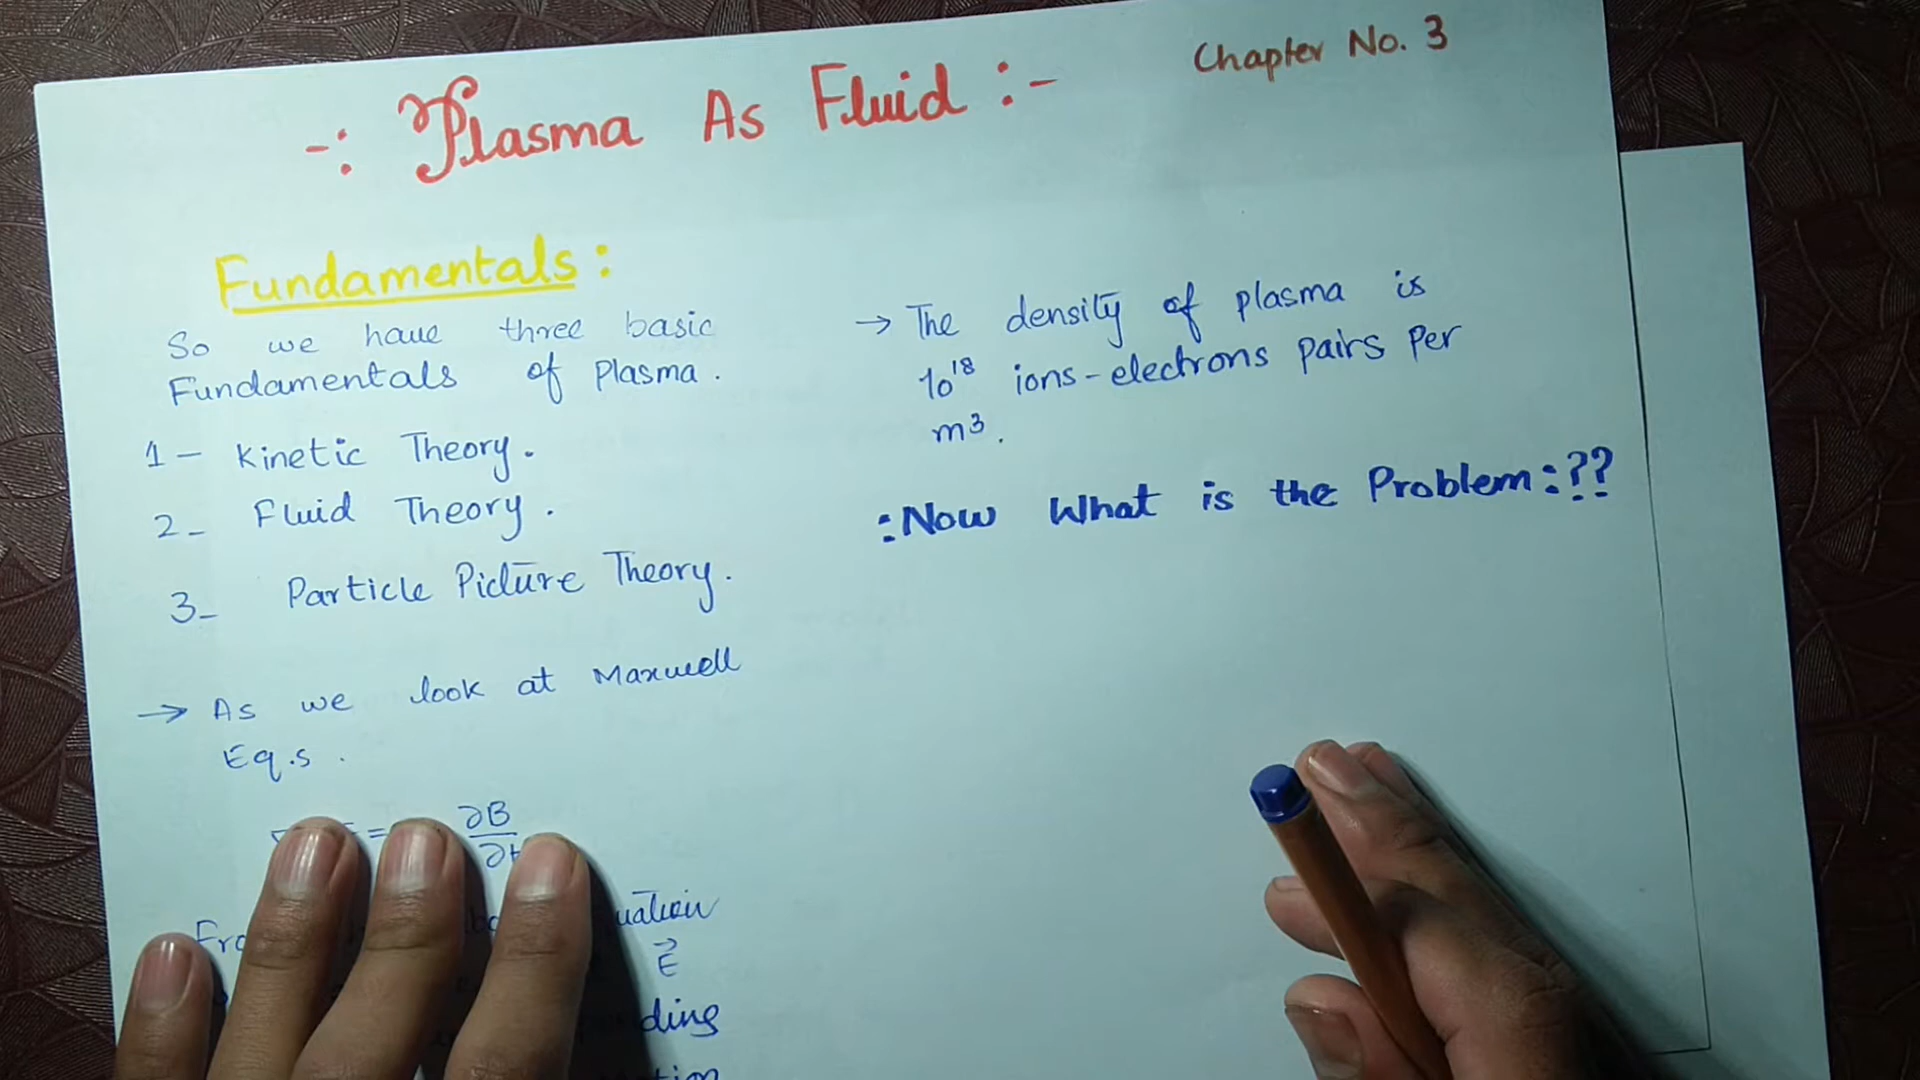 Chapter No. 3
-: Plasma As Fluid :-
Fundamentals :
So we have three basic
Fundamentals of Plasma .
1 - Kinetic Theory .
2 - Fluid Theory .
3 - Particle Picture Theory .
→ As we look at Maxwell
Eq.s .
= ∂B
∂t
E⃗
→ The density of plasma is
10¹⁸ ions-electrons pairs Per
m³ .
:Now What is the Problem:??